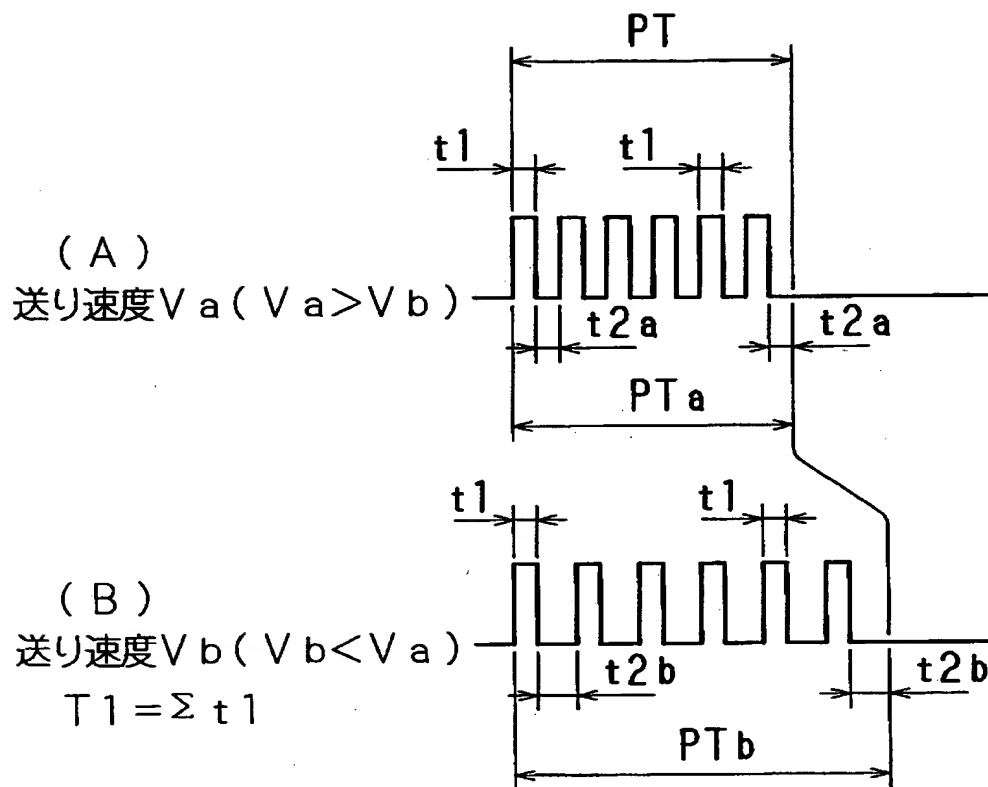 PT
t1
t1
(A)
送り速度Va(Va>Vb)
t2a
t2a
PTa
t1
t1
(B)
送り速度Vb(Vb<Va)
t2b
t2b
T1=Σt1
PTb